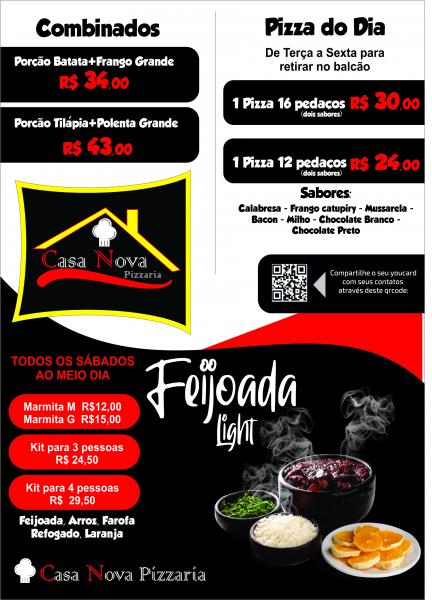 Combinados
Porcão Batata+Frango Grande
R$ 34,00
Porcão Tilápia+Polenta Grande
R$ 43,00
Casa Nova
Pizzaria
Pizza do Dia
De Terça a Sexta para
retirar no balcão
1 Pizza 16 pedacos R$ 30,00
(dois sabores)
1 Pizza 12 pedacos R$ 24,00
(dois sabores)
Sabores:
Calabresa - Frango catupiry - Mussarela -
Bacon - Milho - Chocolate Branco -
Chocolate Preto
Compartilhe o seu youcard
com seus contatos
através deste qrcode:
TODOS OS SÁBADOS
AO MEIO DIA
Marmita M R$12,00
Marmita G R$15,00
Kit para 3 pessoas
R$ 24,50
Kit para 4 pessoas
R$ 29,50
Feijoada, Arroz, Farofa
Refogado, Laranja
Feijoada
Light
Casa Nova Pizzaria